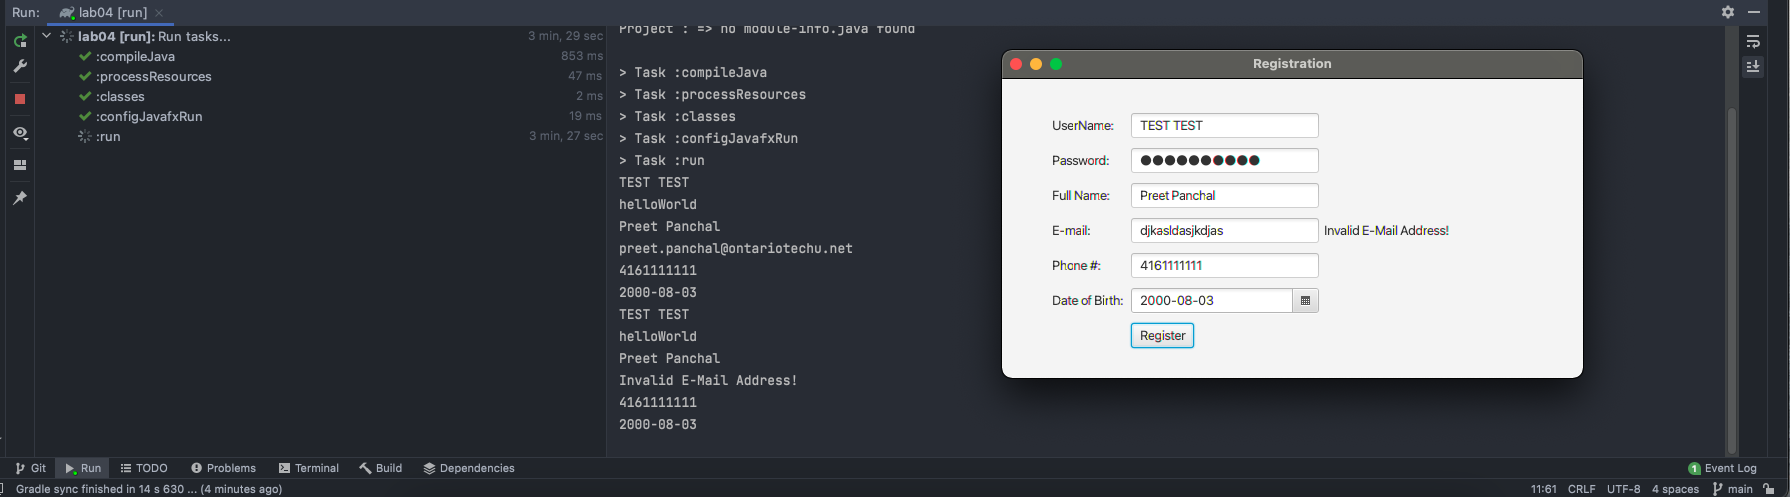 Run: lab04 [run]
lab04 [run]: Run tasks... 3 min, 29 sec
:compileJava 853 ms
:processResources 47 ms
:classes 2 ms
:configJavafxRun 19 ms
:run 3 min, 27 sec
Project : => no module-info.java found
> Task :compileJava
> Task :processResources
> Task :classes
> Task :configJavafxRun
> Task :run
TEST TEST
helloWorld
Preet Panchal
preet.panchal@ontariotechu.net
4161111111
2000-08-03
TEST TEST
helloWorld
Preet Panchal
Invalid E-Mail Address!
4161111111
2000-08-03
Registration
UserName: TEST TEST
Password: ●●●●●●●●●●
Full Name: Preet Panchal
E-mail: djkasldasjkdjas Invalid E-Mail Address!
Phone #: 4161111111
Date of Birth: 2000-08-03
Register
Git Run TODO Problems Terminal Build Dependencies 1 Event Log
Gradle sync finished in 14 s 630 ... (4 minutes ago) 11:61 CRLF UTF-8 4 spaces main